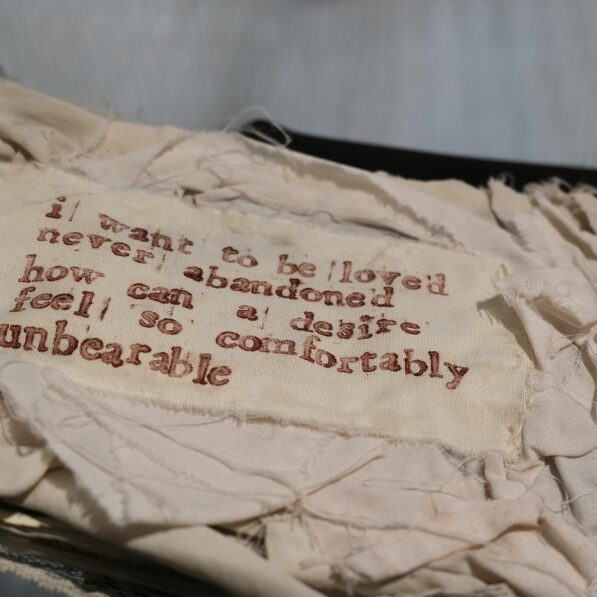 i want to be loved
never abandoned
how can a desire
feel so comfortably
unbearable